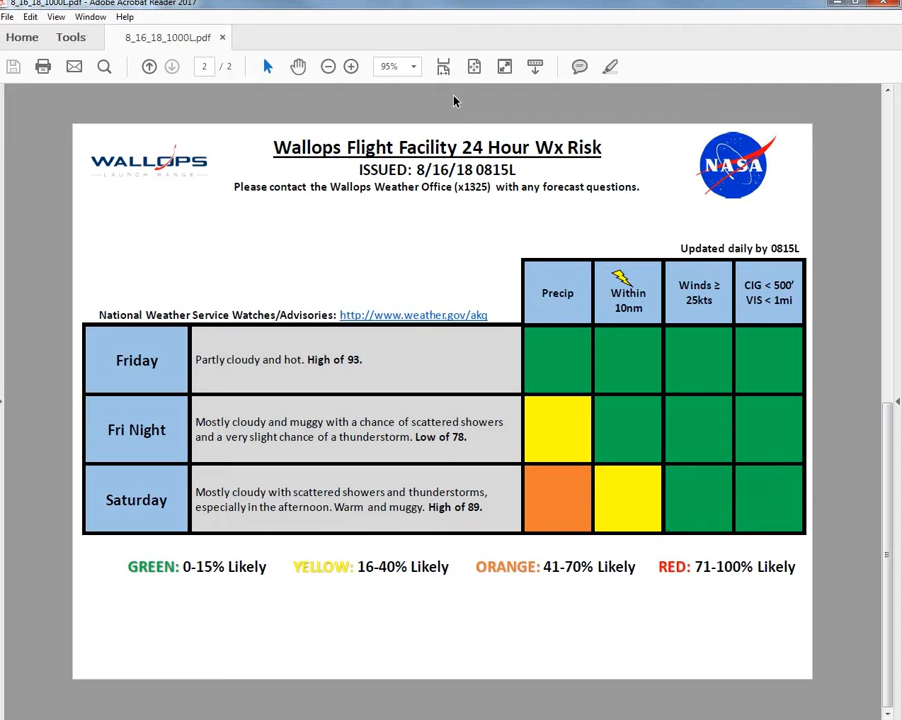 8_16_18_1000L.pdf - Adobe Acrobat Reader 2017
File Edit View Window Help
Home Tools 8_16_18_1000L.pdf ×
2 / 2 95%
WALLOPS
LAUNCH RANGE
Wallops Flight Facility 24 Hour Wx Risk
ISSUED: 8/16/18 0815L
Please contact the Wallops Weather Office (x1325) with any forecast questions.
NASA
Updated daily by 0815L
National Weather Service Watches/Advisories: http://www.weather.gov/akq
Precip
Within
10nm
Winds ≥
25kts
CIG < 500'
VIS < 1mi
Friday
Partly cloudy and hot. High of 93.
Fri Night
Mostly cloudy and muggy with a chance of scattered showers
and a very slight chance of a thunderstorm. Low of 78.
Saturday
Mostly cloudy with scattered showers and thunderstorms,
especially in the afternoon. Warm and muggy. High of 89.
GREEN: 0-15% Likely YELLOW: 16-40% Likely ORANGE: 41-70% Likely RED: 71-100% Likely